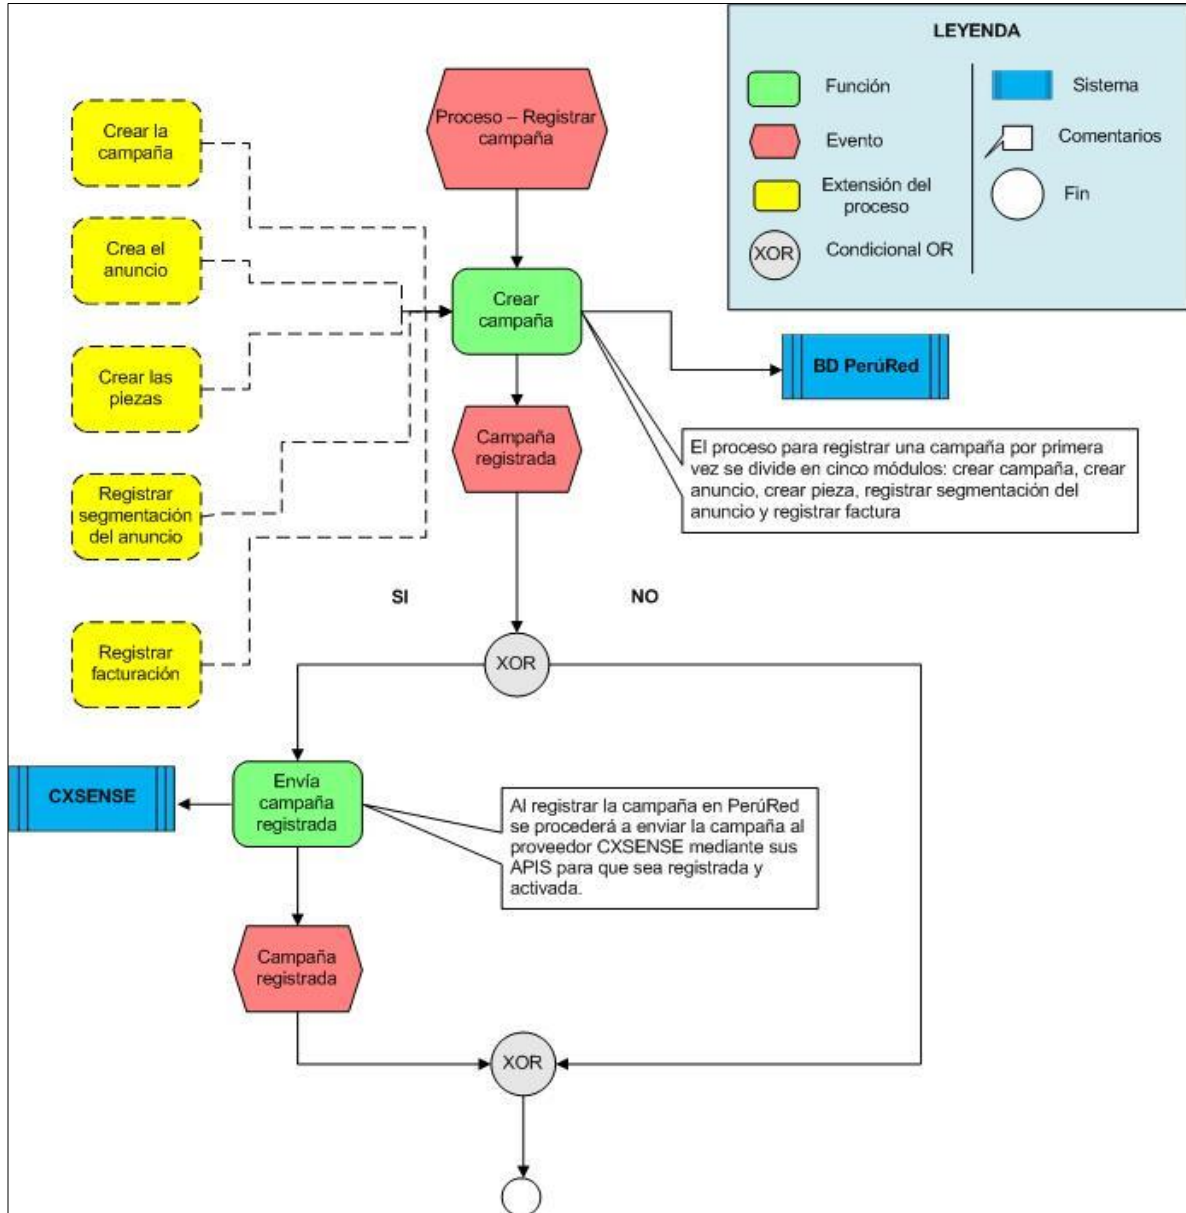 LEYENDA
Función
Evento
Extensión del
proceso
XOR
Condicional OR
Sistema
Comentarios
Fin
Proceso – Registrar
campaña
Crear la
campaña
Crea el
anuncio
Crear las
piezas
Registrar
segmentación
del anuncio
Registrar
facturación
Crear
campaña
BD PerúRed
Campaña
registrada
El proceso para registrar una campaña por primera
vez se divide en cinco módulos: crear campaña, crear
anuncio, crear pieza, registrar segmentación del
anuncio y registrar factura
SI
NO
XOR
CXSENSE
Envía
campaña
registrada
Al registrar la campaña en PerúRed
se procederá a enviar la campaña al
proveedor CXSENSE mediante sus
APIS para que sea registrada y
activada.
Campaña
registrada
XOR